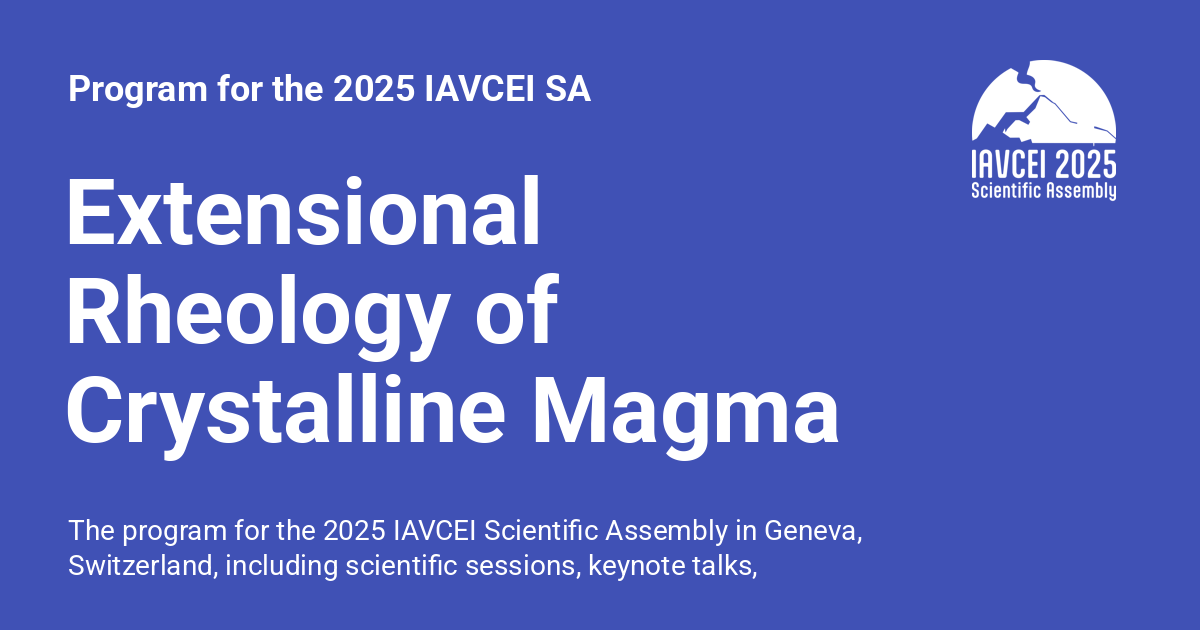 Program for the 2025 IAVCEI SA
IAVCEI 2025
Scientific Assembly
Extensional
Rheology of
Crystalline Magma
The program for the 2025 IAVCEI Scientific Assembly in Geneva,
Switzerland, including scientific sessions, keynote talks,